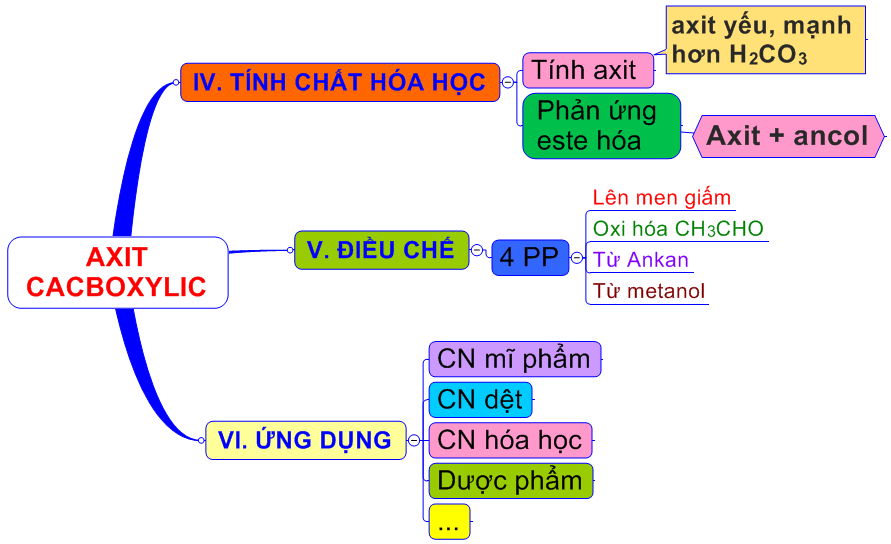 AXIT
CACBOXYLIC
IV. TÍNH CHẤT HÓA HỌC
Tính axit
axit yếu, mạnh
hơn H₂CO₃
Phản ứng
este hóa
Axit + ancol
V. ĐIỀU CHẾ
4 PP
Lên men giấm
Oxi hóa CH₃CHO
Từ Ankan
Từ metanol
VI. ỨNG DỤNG
CN mĩ phẩm
CN dệt
CN hóa học
Dược phẩm
...